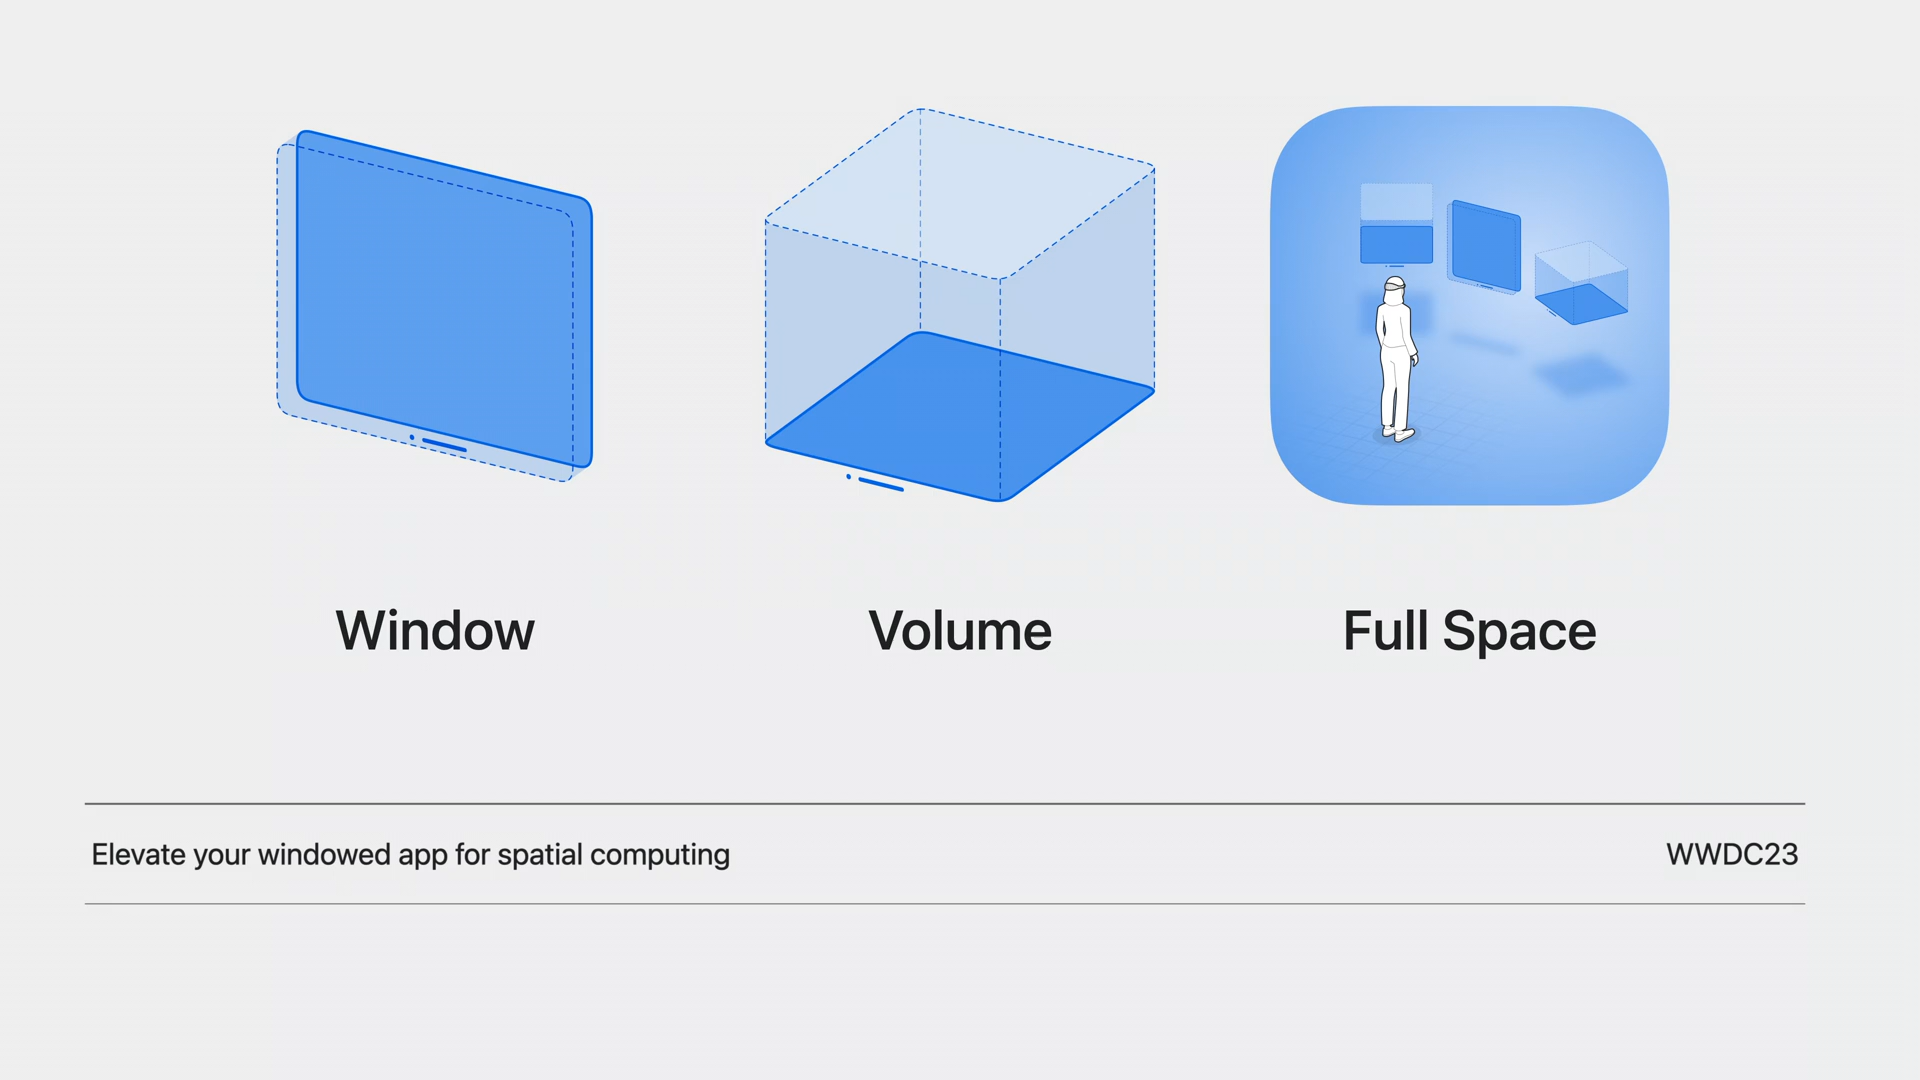 Window
Volume
Full Space
Elevate your windowed app for spatial computing
WWDC23